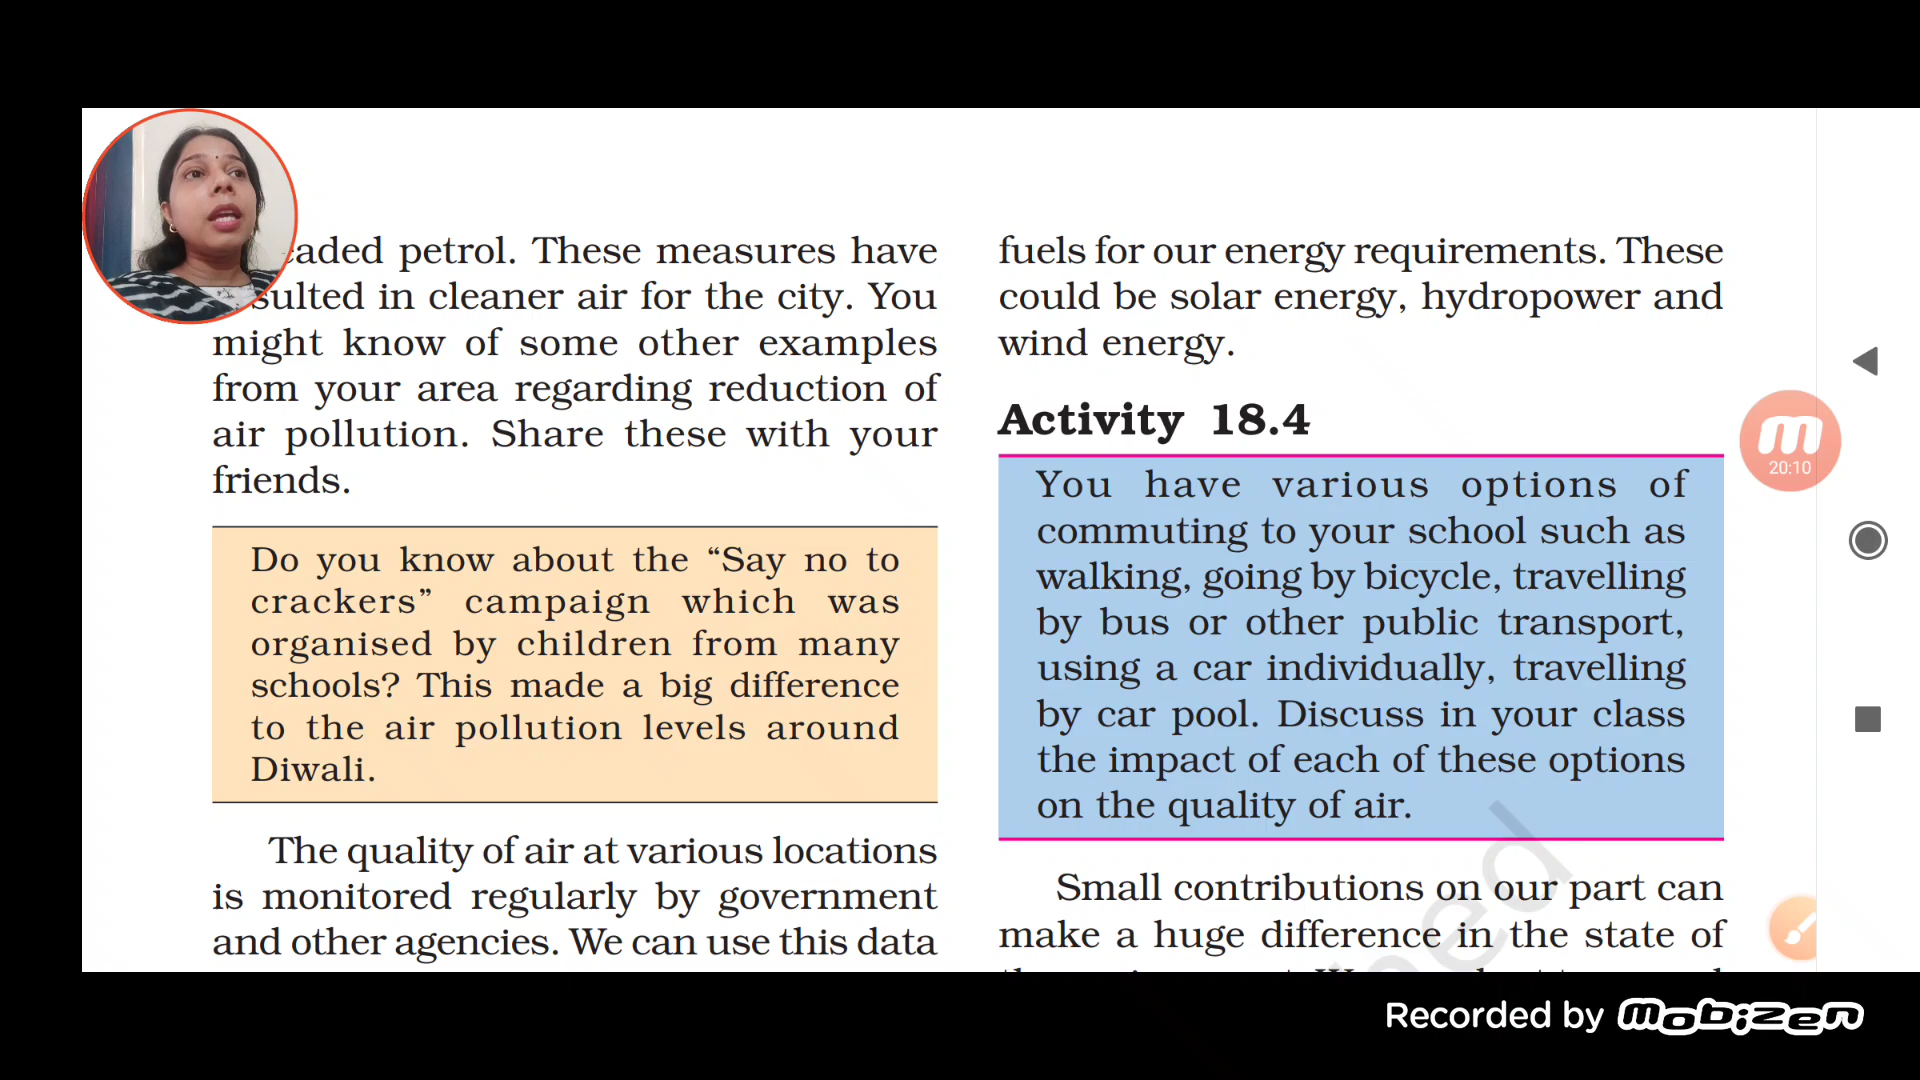 aded petrol. These measures have
sulted in cleaner air for the city. You
might know of some other examples
from your area regarding reduction of
air pollution. Share these with your
friends.
Do you know about the “Say no to
crackers” campaign which was
organised by children from many
schools? This made a big difference
to the air pollution levels around
Diwali.
The quality of air at various locations
is monitored regularly by government
and other agencies. We can use this data
fuels for our energy requirements. These
could be solar energy, hydropower and
wind energy.
Activity 18.4
You have various options of
commuting to your school such as
walking, going by bicycle, travelling
by bus or other public transport,
using a car individually, travelling
by car pool. Discuss in your class
the impact of each of these options
on the quality of air.
Small contributions on our part can
make a huge difference in the state of
m
20:10
Recorded by mobizen